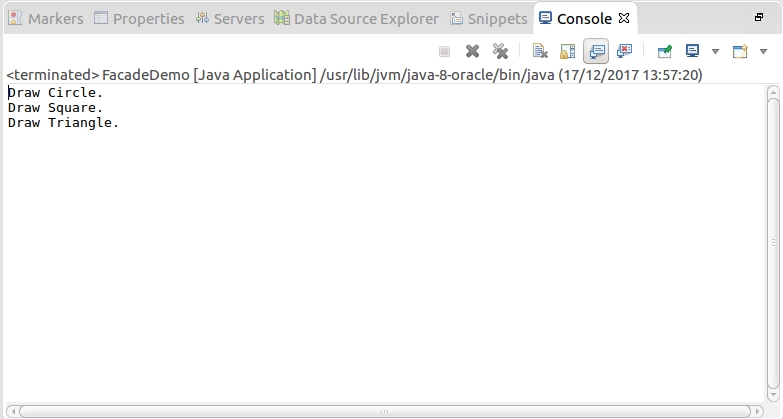 Markers Properties Servers Data Source Explorer Snippets Console
<terminated> FacadeDemo [Java Application] /usr/lib/jvm/java-8-oracle/bin/java (17/12/2017 13:57:20)
Draw Circle.
Draw Square.
Draw Triangle.